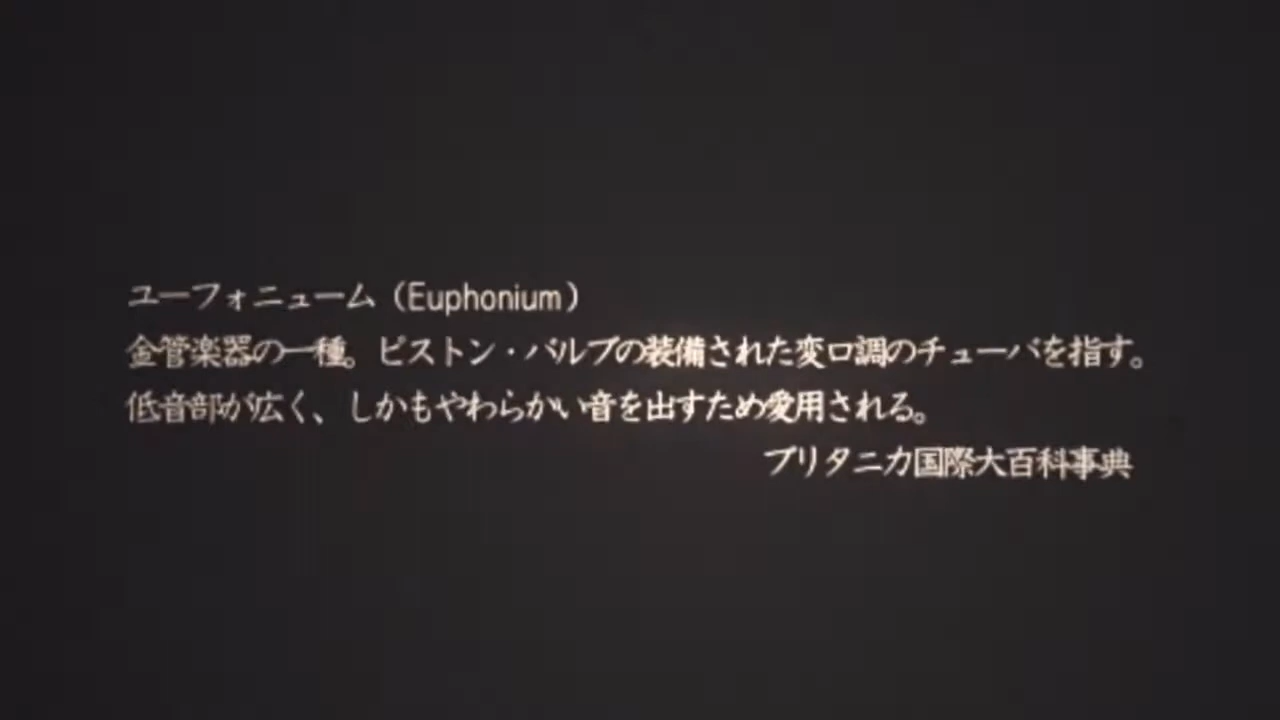 ユーフォニューム（Euphonium）
金管楽器の一種。ピストン・バルブの装備された変ロ調のチューバを指す。
低音部が広く、しかもやわらかい音を出すため愛用される。
ブリタニカ国際大百科事典